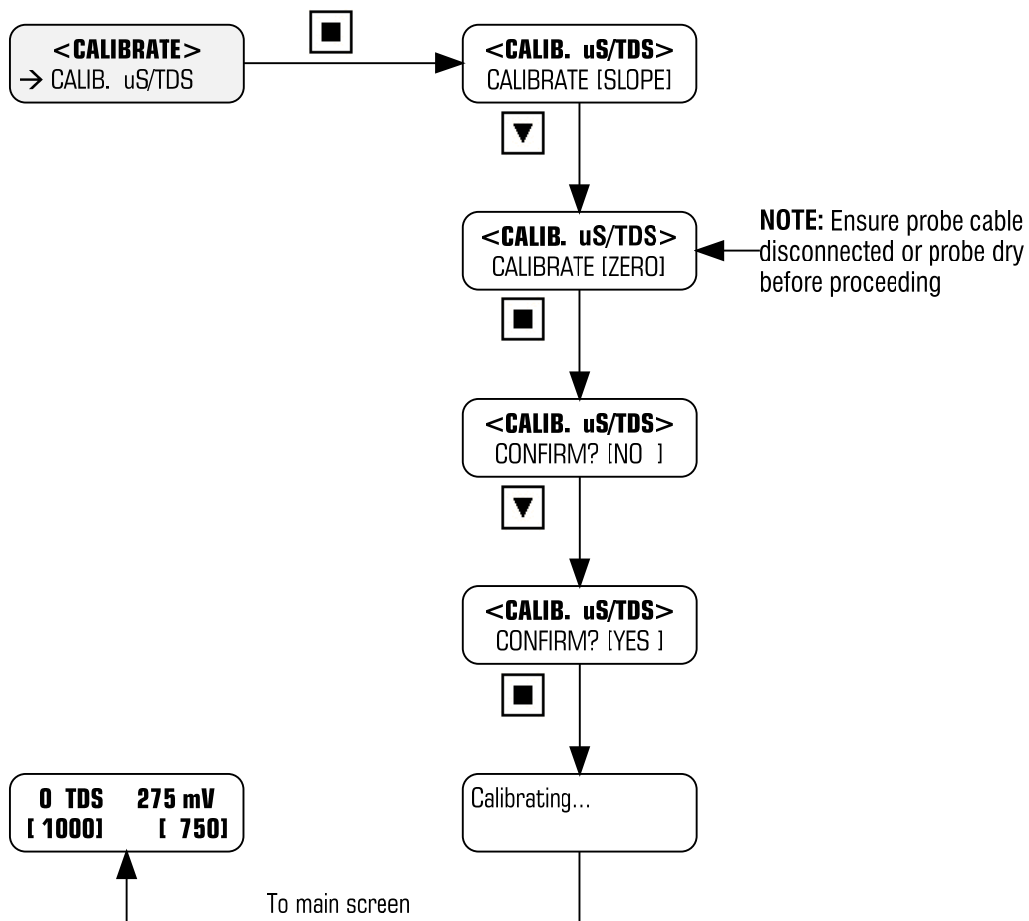 <CALIBRATE>
→ CALIB. uS/TDS
<CALIB. uS/TDS>
CALIBRATE [SLOPE]
<CALIB. uS/TDS>
CALIBRATE [ZERO]
NOTE: Ensure probe cable
disconnected or probe dry
before proceeding
<CALIB. uS/TDS>
CONFIRM? [NO ]
<CALIB. uS/TDS>
CONFIRM? [YES ]
0 TDS 275 mV
[ 1000] [ 750]
Calibrating...
To main screen